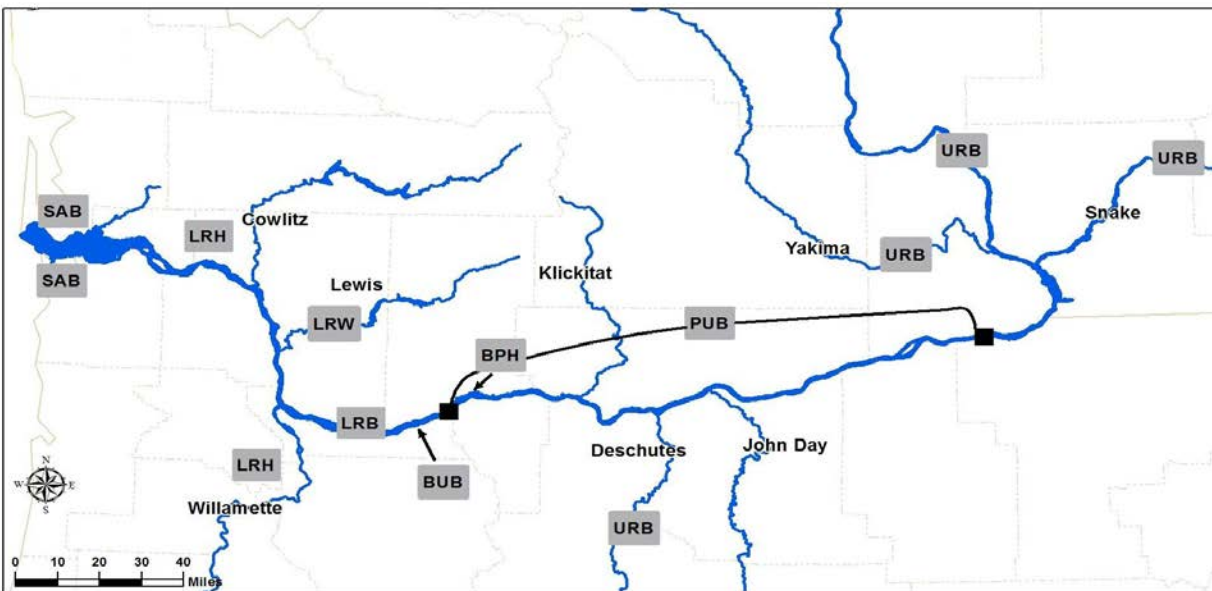 URB
URB
SAB
Snake
Cowlitz
LRH
Yakima
URB
Klickitat
SAB
Lewis
LRW
PUB
BPH
LRB
Deschutes
John Day
LRH
BUB
N
W
E
S
Willamette
URB
0 10 20 30 40
Miles